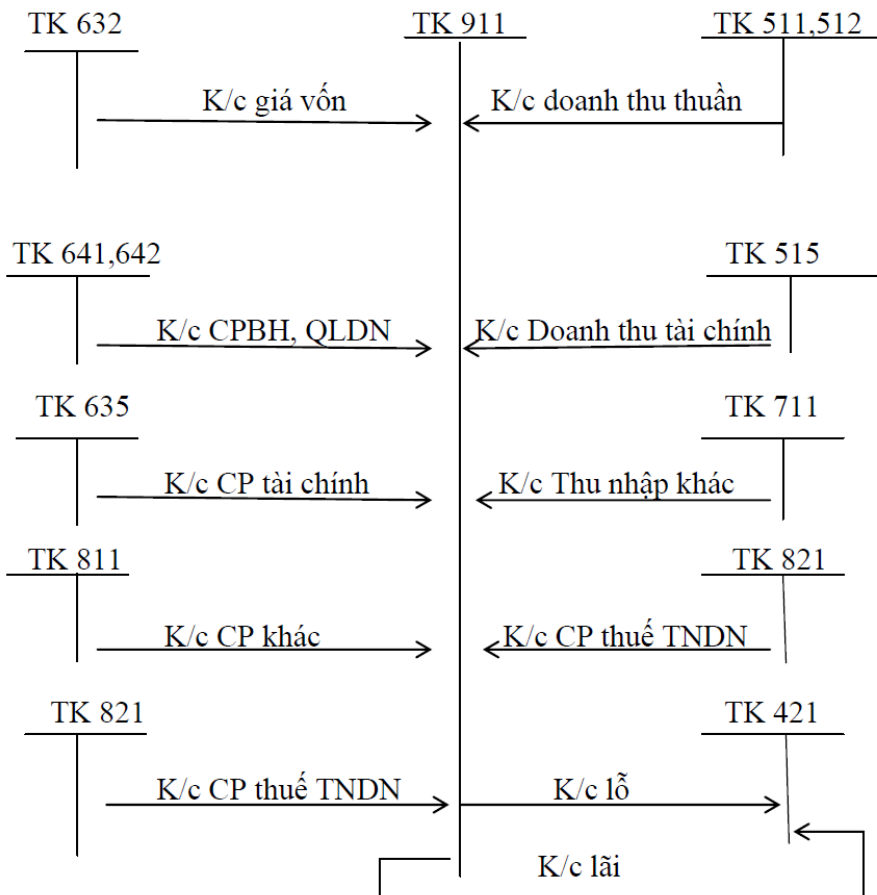 TK 632
TK 911
TK 511,512
K/c giá vốn
K/c doanh thu thuần
TK 641,642
TK 515
K/c CPBH, QLDN
K/c Doanh thu tài chính
TK 635
TK 711
K/c CP tài chính
K/c Thu nhập khác
TK 811
TK 821
K/c CP khác
K/c CP thuế TNDN
TK 821
TK 421
K/c CP thuế TNDN
K/c lỗ
K/c lãi